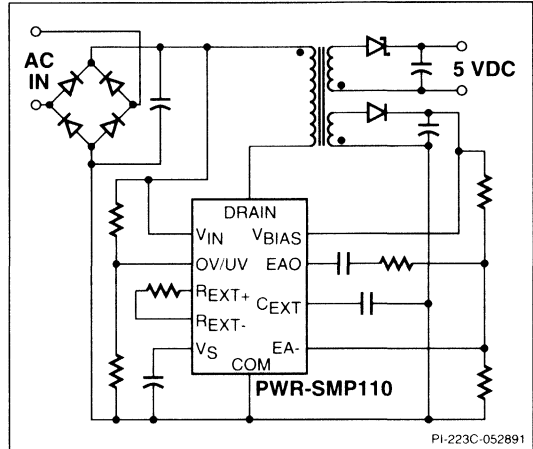 AC
IN
5 VDC
DRAIN
VIN
VBIAS
OV/UV
EAO
REXT+
CEXT
REXT-
VS
EA-
COM
PWR-SMP110
PI-223C-052891